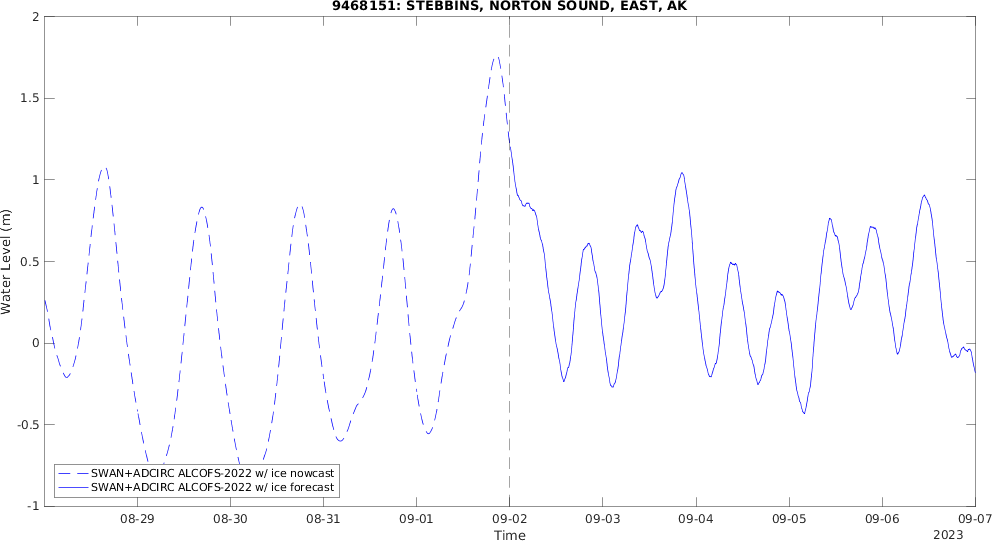 9468151: STEBBINS, NORTON SOUND, EAST, AK
2
1.5
1
0.5
0
-0.5
-1
Water Level (m)
SWAN+ADCIRC ALCOFS-2022 w/ ice nowcast
SWAN+ADCIRC ALCOFS-2022 w/ ice forecast
08-29 08-30 08-31 09-01 09-02 09-03 09-04 09-05 09-06 09-07
Time
2023